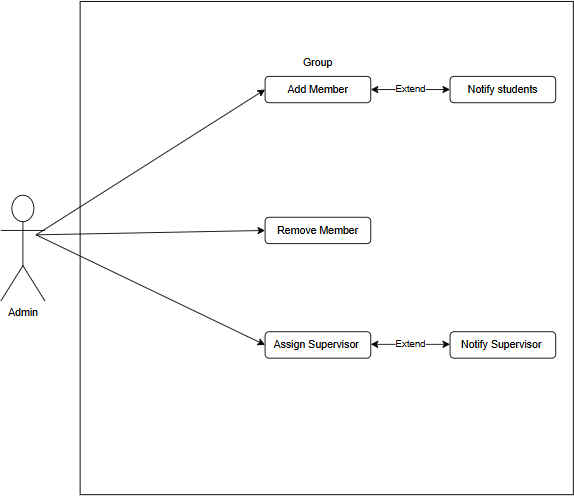 Group
Add Member
Extend
Notify students
Remove Member
Admin
Assign Supervisor
Extend
Notify Supervisor